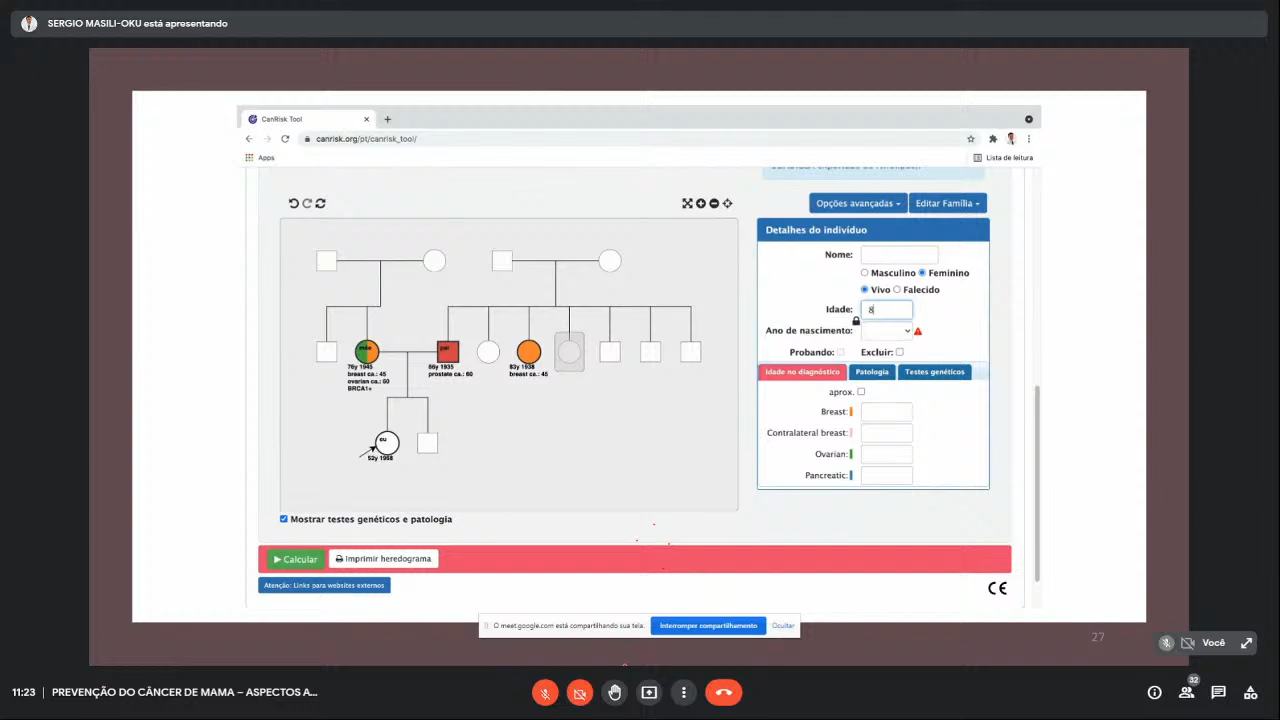 SERGIO MASILI-OKU está apresentando
CanRisk Tool
canrisk.org/pt/canrisk_tool/
Apps
Lista de leitura
Opções avançadas
Editar Família
Detalhes do indivíduo
Nome:
Masculino Feminino
Vivo Falecido
Idade: 8
Ano de nascimento:
Probando: Excluir:
Idade no diagnóstico Patologia Testes genéticos
aprox.
Breast:
Contralateral breast:
Ovarian:
Pancreatic:
mãe
76y 1945
breast ca.: 45
ovarian ca.: 60
BRCA1+
pai
86y 1935
prostate ca.: 60
83y 1938
breast ca.: 45
eu
52y 1968
Mostrar testes genéticos e patologia
Calcular
Imprimir heredograma
Atenção: Links para websites externos
CE
O meet.google.com está compartilhando sua tela.
Interromper compartilhamento
Ocultar
27
Você
11:23 | PREVENÇÃO DO CÂNCER DE MAMA – ASPECTOS A...
32